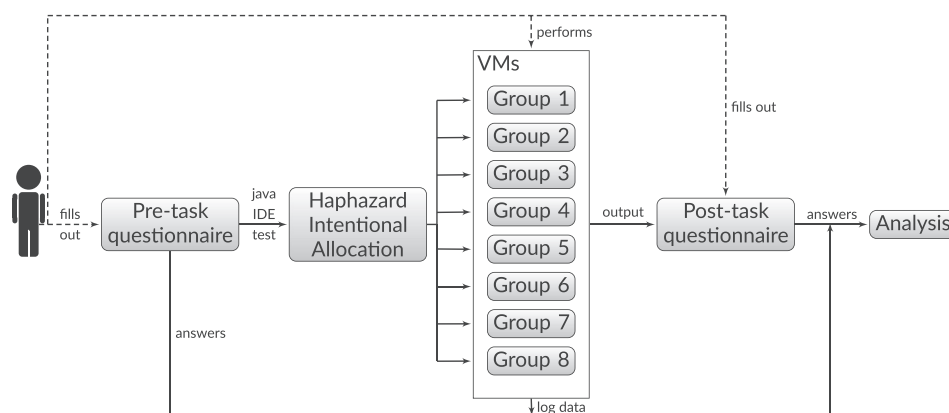 performs
VMs
Group 1
Group 2
Group 3
Group 4
Group 5
Group 6
Group 7
Group 8
fills out
fills
out
Pre-task
questionnaire
java
IDE
test
Haphazard
Intentional
Allocation
output
Post-task
questionnaire
answers
Analysis
answers
log data